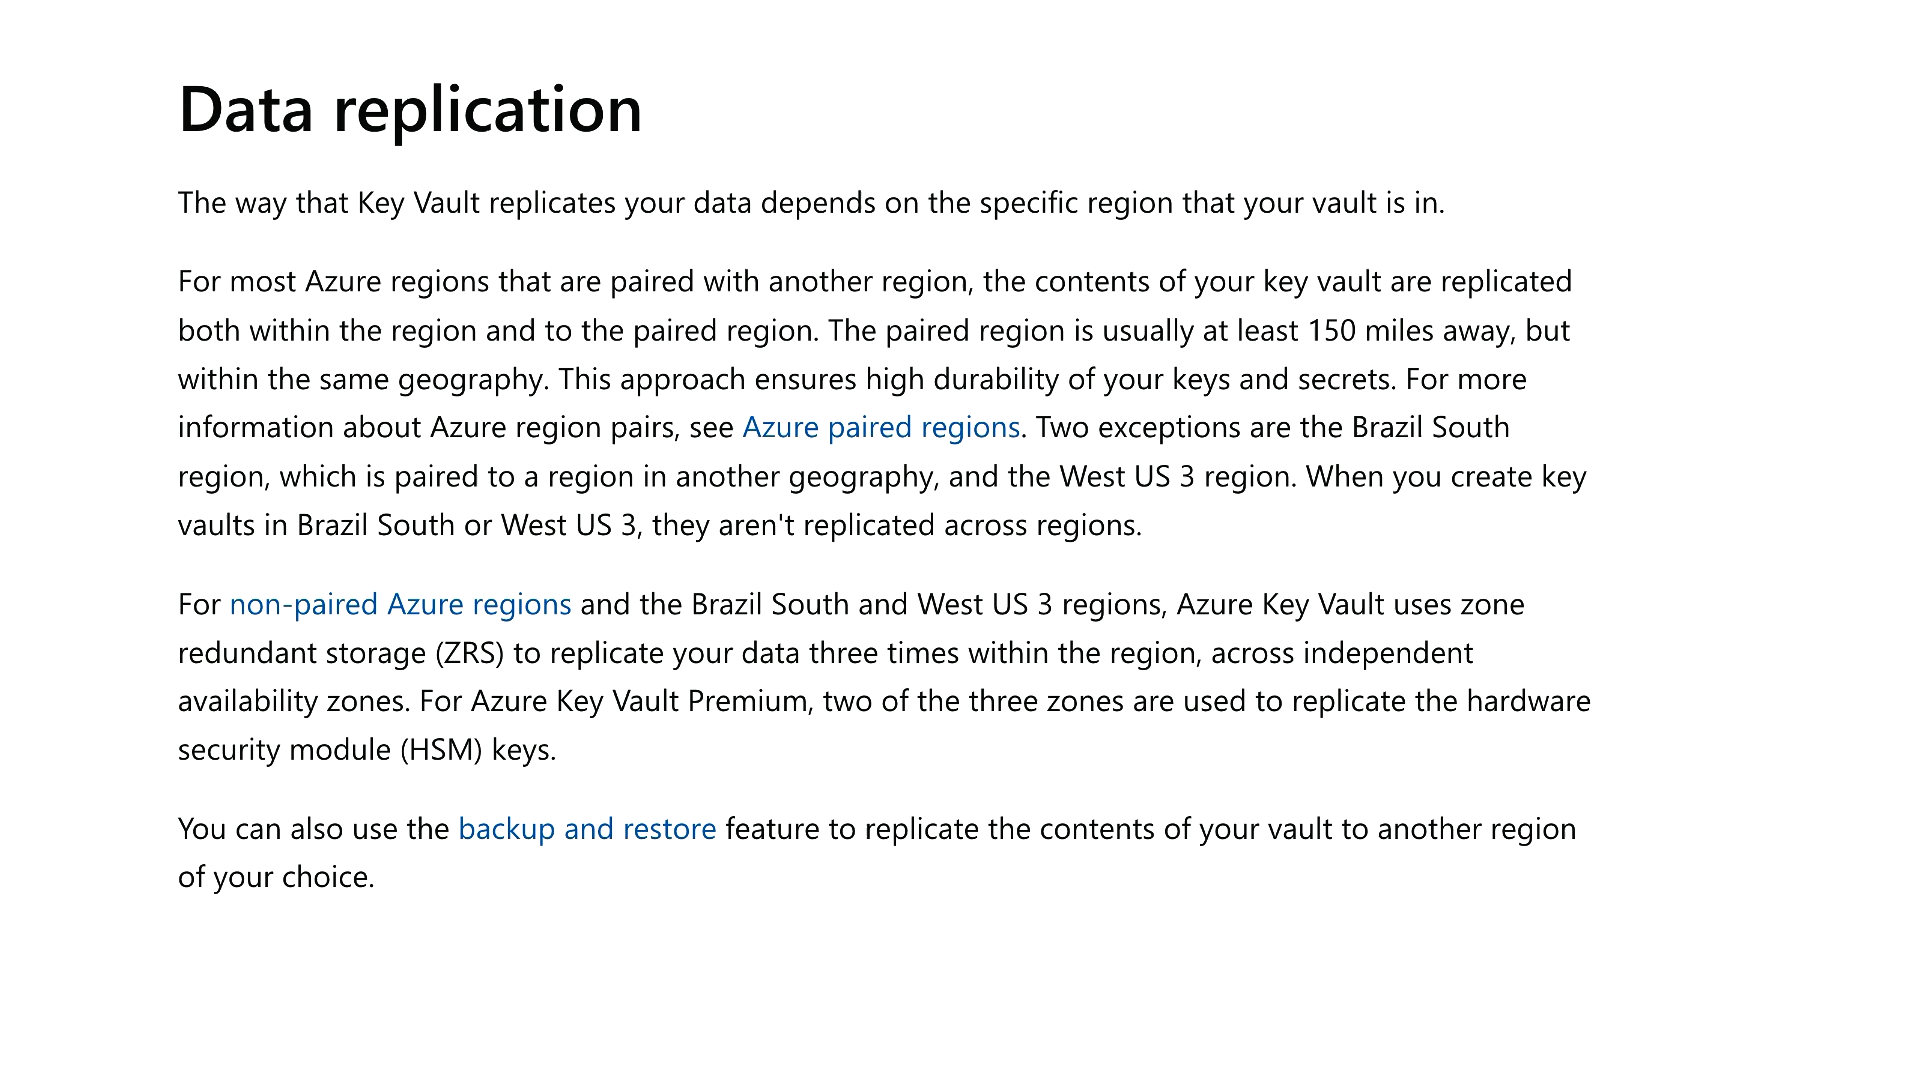 Data replication
The way that Key Vault replicates your data depends on the specific region that your vault is in.
For most Azure regions that are paired with another region, the contents of your key vault are replicated
both within the region and to the paired region. The paired region is usually at least 150 miles away, but
within the same geography. This approach ensures high durability of your keys and secrets. For more
information about Azure region pairs, see Azure paired regions. Two exceptions are the Brazil South
region, which is paired to a region in another geography, and the West US 3 region. When you create key
vaults in Brazil South or West US 3, they aren't replicated across regions.
For non-paired Azure regions and the Brazil South and West US 3 regions, Azure Key Vault uses zone
redundant storage (ZRS) to replicate your data three times within the region, across independent
availability zones. For Azure Key Vault Premium, two of the three zones are used to replicate the hardware
security module (HSM) keys.
You can also use the backup and restore feature to replicate the contents of your vault to another region
of your choice.